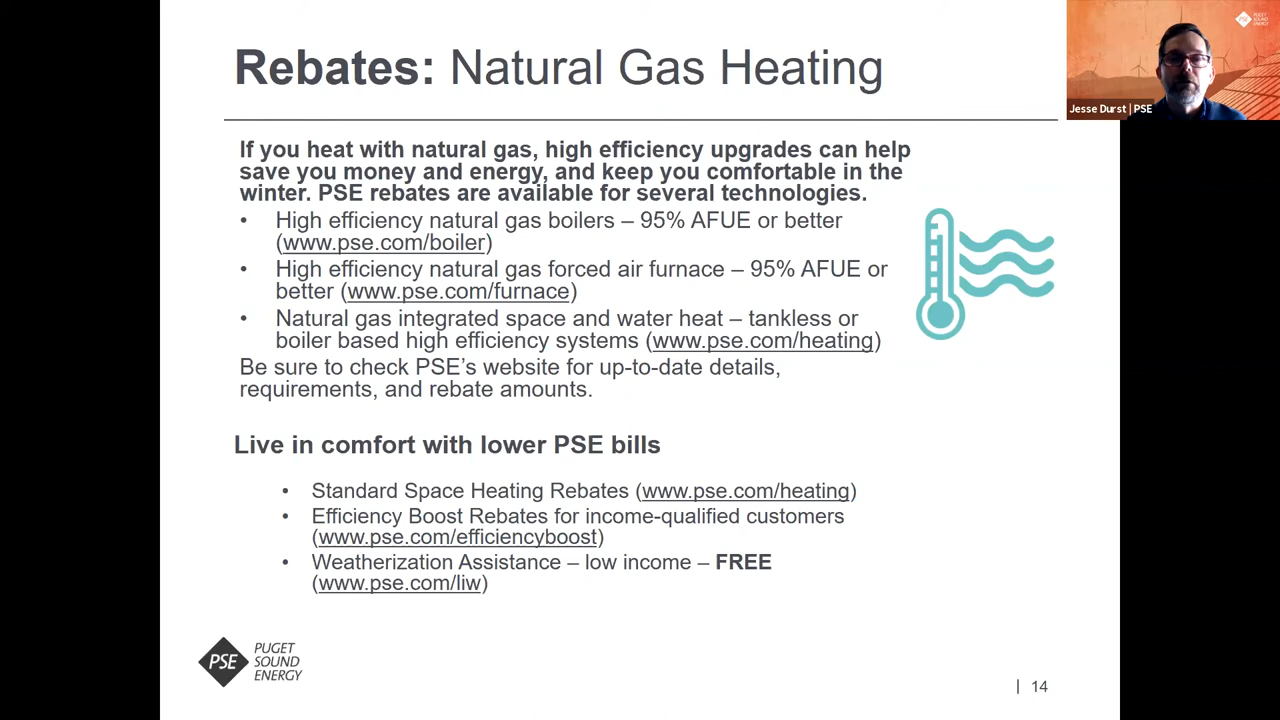 Rebates: Natural Gas Heating
If you heat with natural gas, high efficiency upgrades can help
save you money and energy, and keep you comfortable in the
winter. PSE rebates are available for several technologies.
• High efficiency natural gas boilers – 95% AFUE or better
(www.pse.com/boiler)
• High efficiency natural gas forced air furnace – 95% AFUE or
better (www.pse.com/furnace)
• Natural gas integrated space and water heat – tankless or
boiler based high efficiency systems (www.pse.com/heating)
Be sure to check PSE’s website for up-to-date details,
requirements, and rebate amounts.
Live in comfort with lower PSE bills
• Standard Space Heating Rebates (www.pse.com/heating)
• Efficiency Boost Rebates for income-qualified customers
(www.pse.com/efficiencyboost)
• Weatherization Assistance – low income – FREE
(www.pse.com/liw)
PSE
PUGET
SOUND
ENERGY
| 14
PSE
PUGET
SOUND
ENERGY
Jesse Durst | PSE